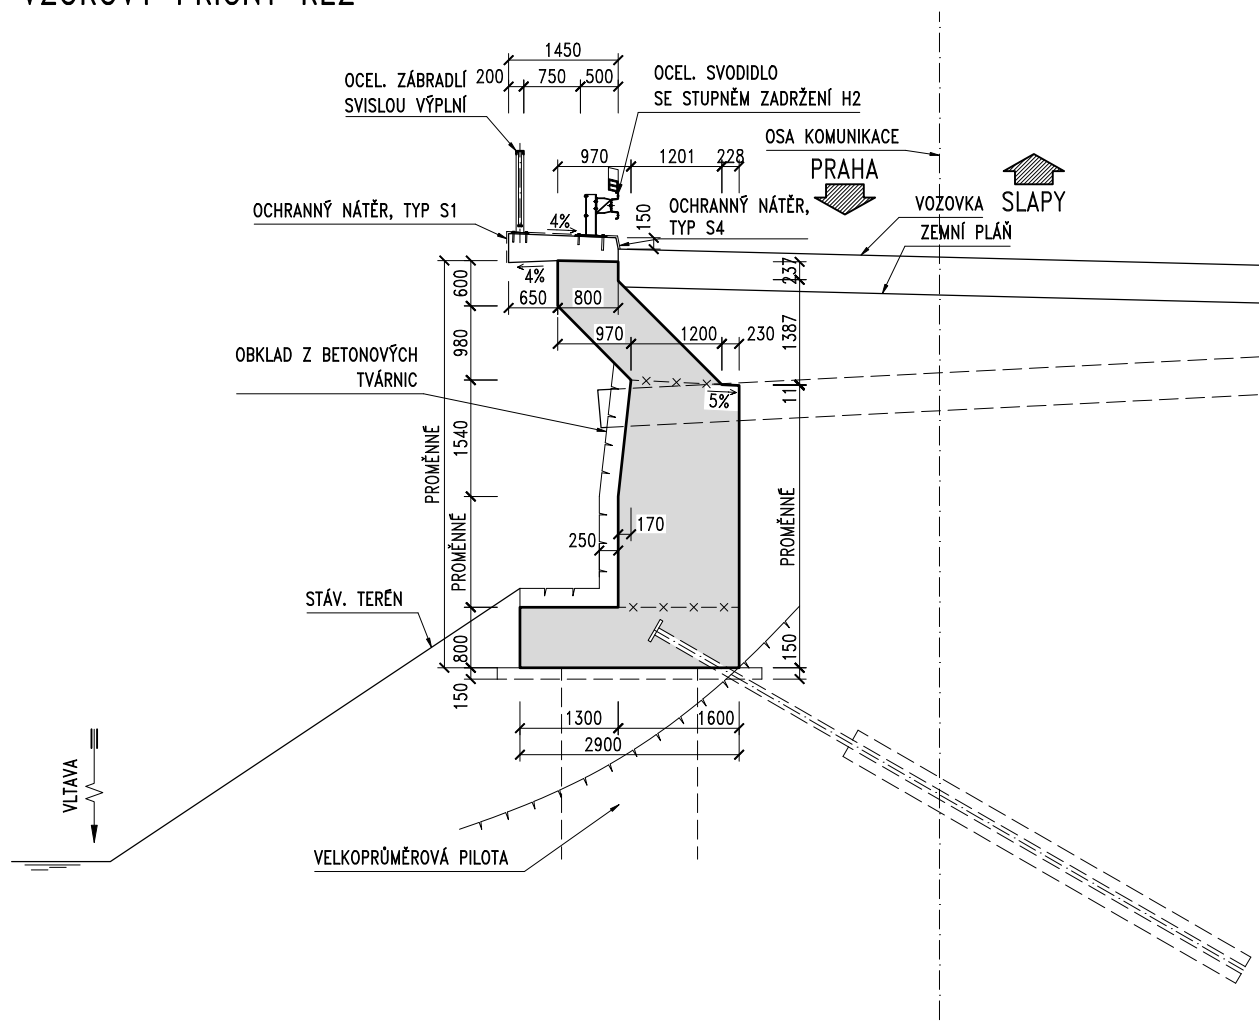 VZOROVÝ PŘÍČNÝ ŘEZ
1450
200
750
500
OCEL. ZÁBRADLÍ
SVISLOU VÝPLNÍ
OCEL. SVODIDLO
SE STUPNĚM ZADRŽENÍ H2
OSA KOMUNIKACE
970
1201
228
PRAHA
SLAPY
OCHRANNÝ NÁTĚR, TYP S1
4%
OCHRANNÝ NÁTĚR,
TYP S4
150
VOZOVKA
ZEMNÍ PLÁŇ
4%
600
650
800
237
970
1200
230
1387
980
OBKLAD Z BETONOVÝCH
TVÁRNIC
5%
11
PROMĚNNÉ
1540
PROMĚNNÉ
170
250
PROMĚNNÉ
STÁV. TERÉN
800
150
150
1300
1600
2900
VLTAVA
VELKOPRŮMĚROVÁ PILOTA